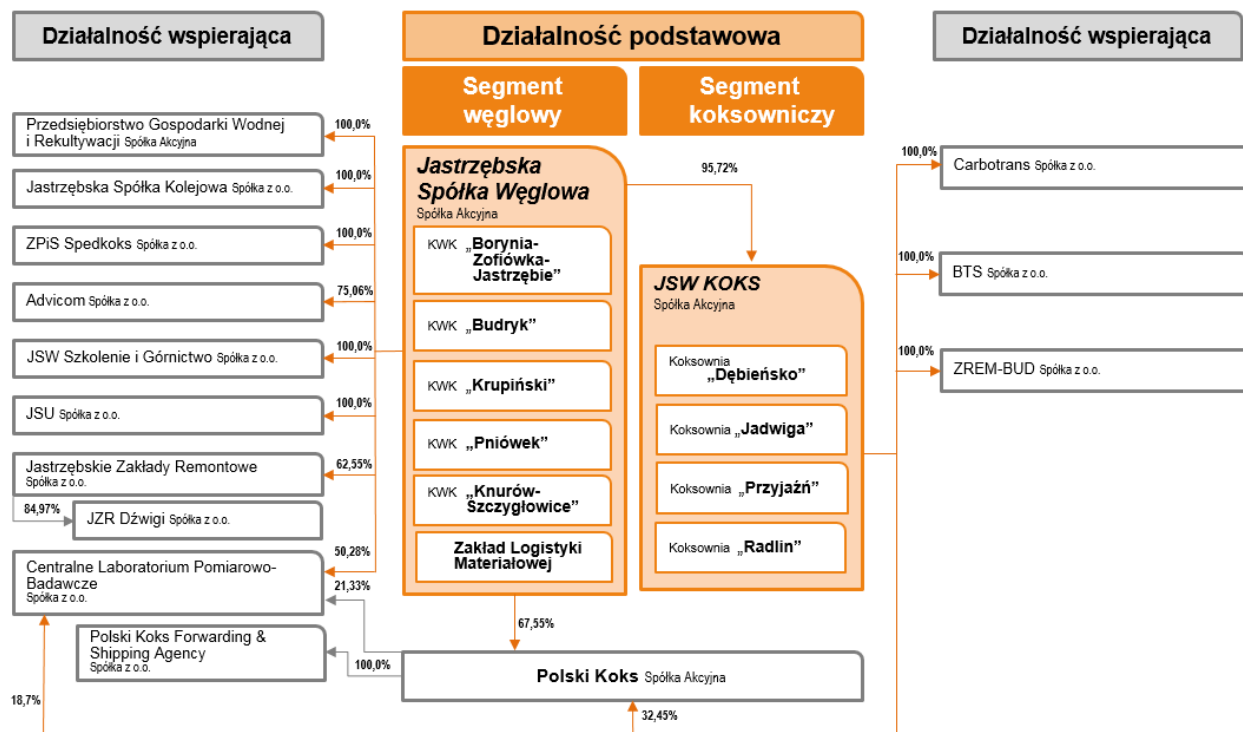 Działalność wspierająca
Działalność podstawowa
Działalność wspierająca
Segment
węglowy
Segment
koksowniczy
Przedsiębiorstwo Gospodarki Wodnej
i Rekultywacji Spółka Akcyjna
100,0%
Jastrzębska Spółka Kolejowa Spółka z o.o.
100,0%
ZPiS Spedkoks Spółka z o.o.
100,0%
Advicom Spółka z o.o.
75,06%
JSW Szkolenie i Górnictwo Spółka z o.o.
100,0%
JSU Spółka z o.o.
100,0%
Jastrzębskie Zakłady Remontowe
Spółka z o.o.
62,55%
84,97%
JZR Dźwigi Spółka z o.o.
50,28%
Centralne Laboratorium Pomiarowo-
Badawcze
Spółka z o.o.
21,33%
Polski Koks Forwarding &
Shipping Agency
Spółka z o.o.
100,0%
18,7%
Jastrzębska
Spółka Węglowa
Spółka Akcyjna
KWK „Borynia-
Zofiówka-
Jastrzębie”
KWK „Budryk”
KWK „Krupiński”
KWK „Pniówek”
KWK „Knurów-
Szczygłowice”
Zakład Logistyki
Materiałowej
67,55%
Polski Koks Spółka Akcyjna
32,45%
95,72%
JSW KOKS
Spółka Akcyjna
Koksownia
„Dębieńsko”
Koksownia „Jadwiga”
Koksownia „Przyjaźń”
Koksownia „Radlin”
100,0%
Carbotrans Spółka z o.o.
100,0%
BTS Spółka z o.o.
100,0%
ZREM-BUD Spółka z o.o.